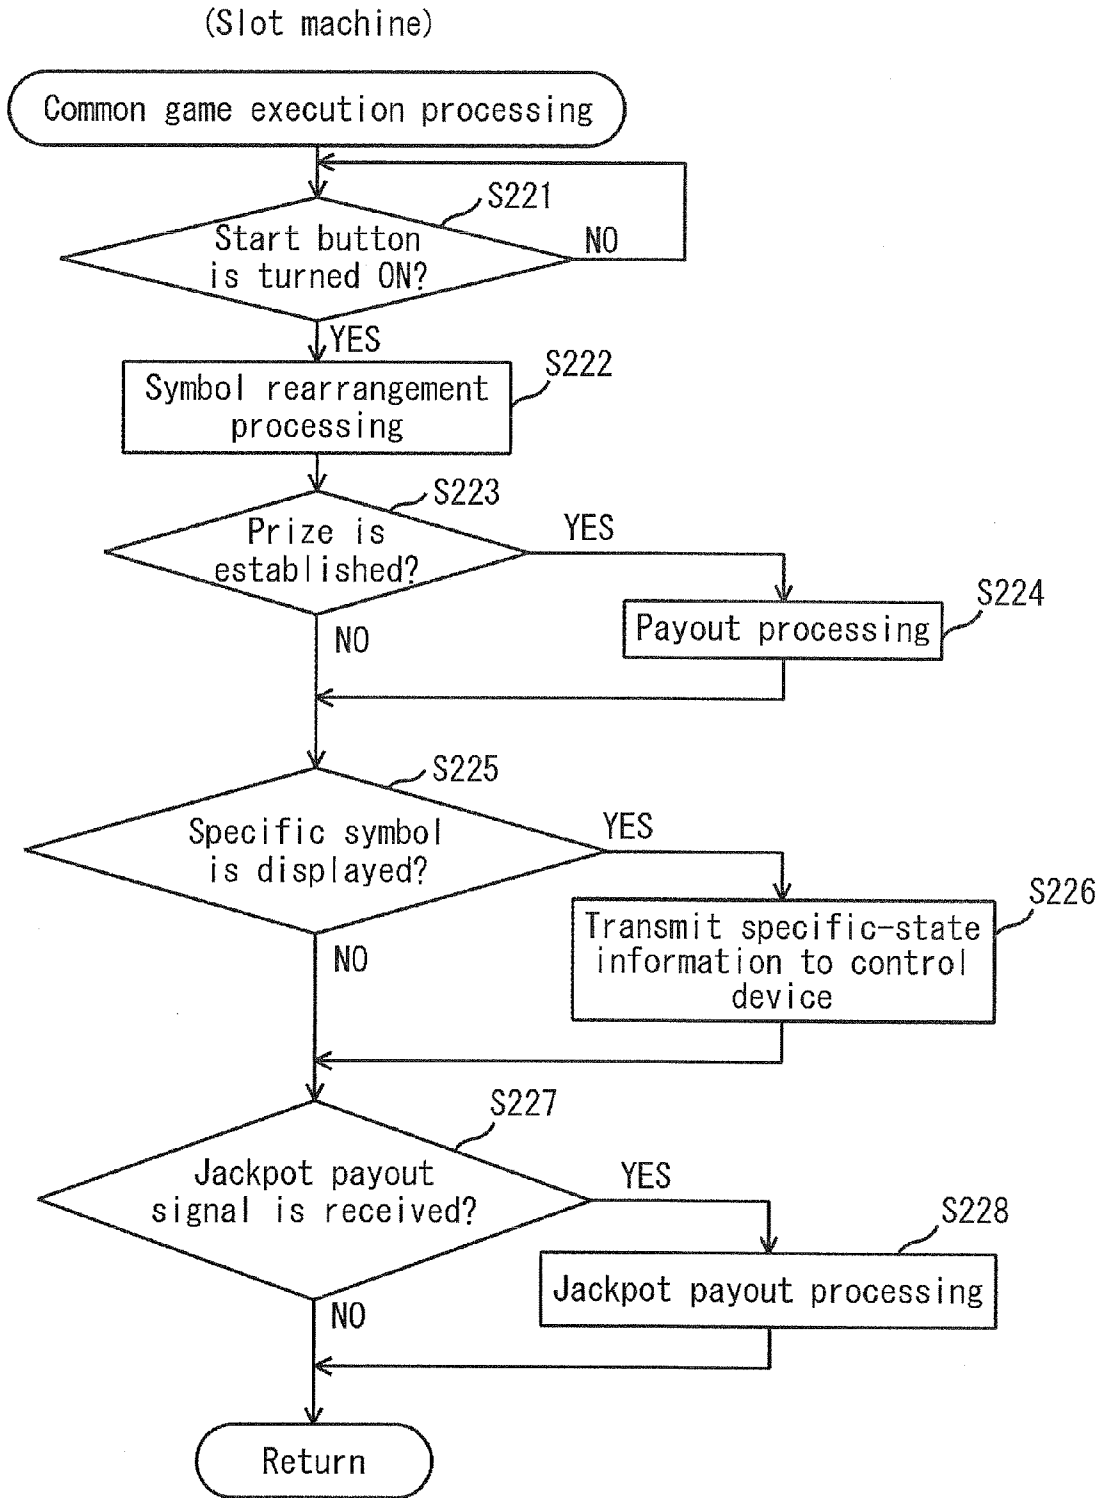 (Slot machine)
Common game execution processing
S221
Start button
is turned ON?
NO
YES
S222
Symbol rearrangement
processing
S223
Prize is
established?
YES
S224
Payout processing
NO
S225
Specific symbol
is displayed?
YES
S226
Transmit specific-state
information to control
device
NO
S227
Jackpot payout
signal is received?
YES
S228
Jackpot payout processing
NO
Return